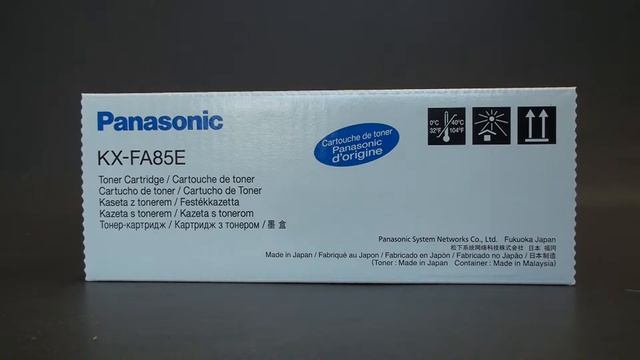 Panasonic
KX-FA85E
Toner Cartridge / Cartouche de toner
Cartucho de toner / Cartucho de Toner
Kaseta z tonerem / Festékkazetta
Kazeta s tonerem / Kazeta s tonerom
Тонер-картридж / Картридж з тонером / 墨 盒
Cartouche de toner
Panasonic
d'origine
0°C 40°C
32°F 104°F
Panasonic System Networks Co., Ltd. Fukuoka Japan
松下系统网络科技株式会社 日本 福冈
Made in Japan / Fabriqué au Japon / Fabricado en Japón / Fabricado no Japão / 日本制造
(Toner : Made in Japan Container : Made in Malaysia)